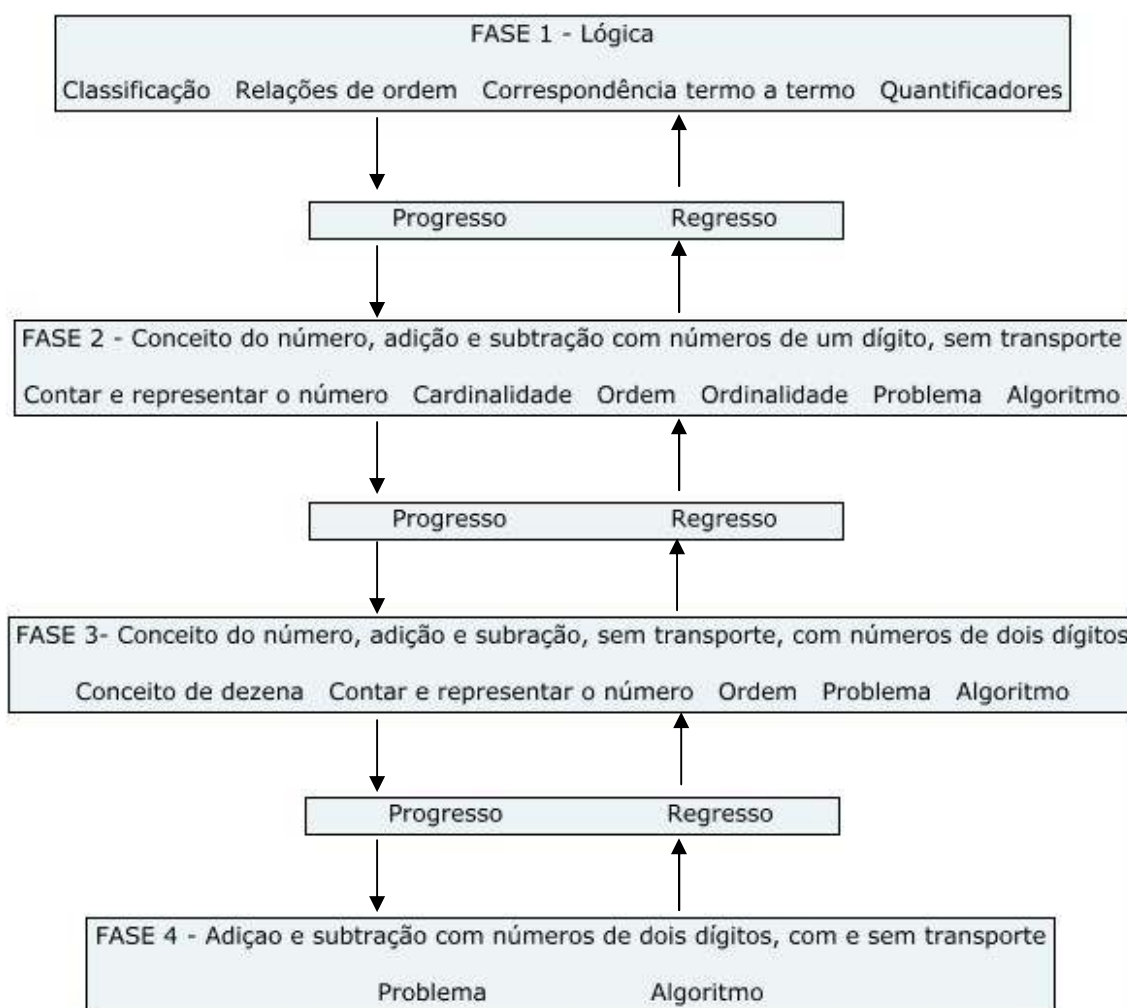 FASE 1 - Lógica
Classificação Relações de ordem Correspondência termo a termo Quantificadores
Progresso Regresso
FASE 2 - Conceito do número, adição e subtração com números de um dígito, sem transporte
Contar e representar o número Cardinalidade Ordem Ordinalidade Problema Algoritmo
Progresso Regresso
FASE 3- Conceito do número, adição e subração, sem transporte, com números de dois dígitos
Conceito de dezena Contar e representar o número Ordem Problema Algoritmo
Progresso Regresso
FASE 4 - Adiçao e subtração com números de dois dígitos, com e sem transporte
Problema Algoritmo